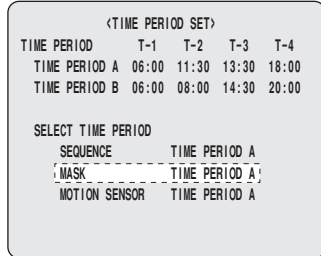 <TIME PERIOD SET>
TIME PERIOD T-1 T-2 T-3 T-4
TIME PERIOD A 06:00 11:30 13:30 18:00
TIME PERIOD B 06:00 08:00 14:30 20:00
SELECT TIME PERIOD
SEQUENCE TIME PERIOD A
MASK TIME PERIOD A
MOTION SENSOR TIME PERIOD A